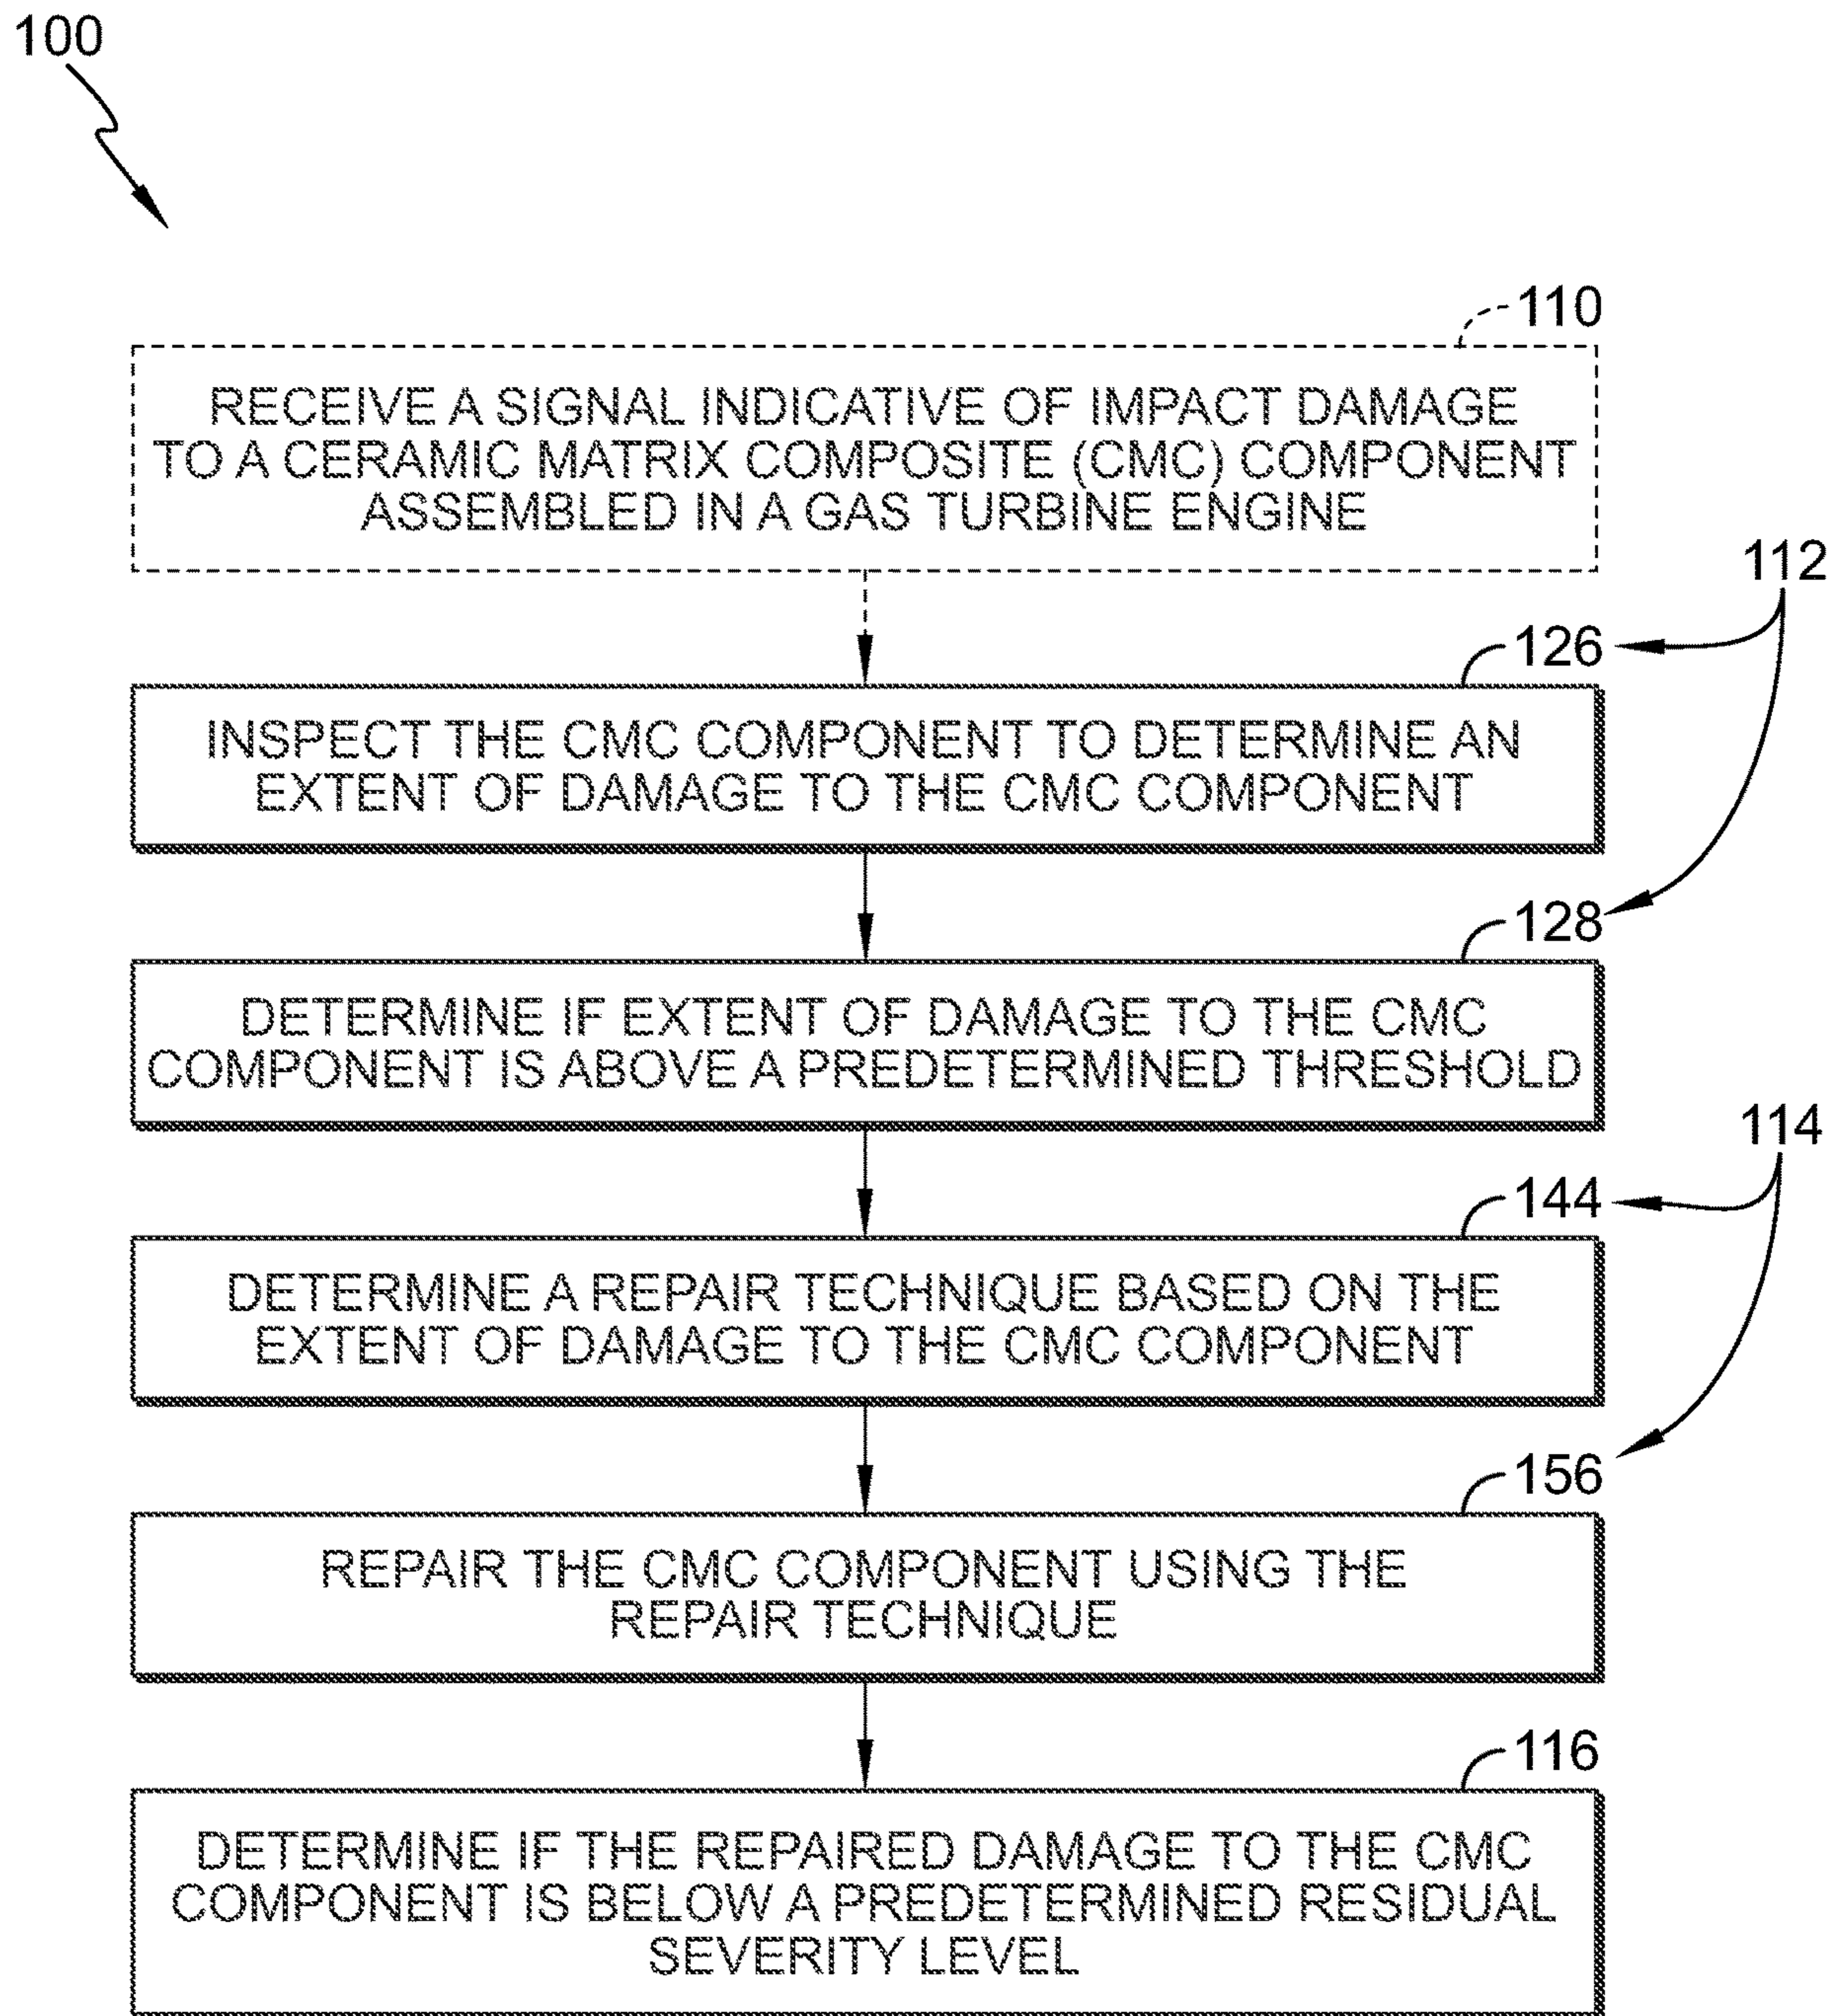 100
110
RECEIVE A SIGNAL INDICATIVE OF IMPACT DAMAGE
TO A CERAMIC MATRIX COMPOSITE (CMC) COMPONENT
ASSEMBLED IN A GAS TURBINE ENGINE
112
126
INSPECT THE CMC COMPONENT TO DETERMINE AN
EXTENT OF DAMAGE TO THE CMC COMPONENT
128
DETERMINE IF EXTENT OF DAMAGE TO THE CMC
COMPONENT IS ABOVE A PREDETERMINED THRESHOLD
114
144
DETERMINE A REPAIR TECHNIQUE BASED ON THE
EXTENT OF DAMAGE TO THE CMC COMPONENT
156
REPAIR THE CMC COMPONENT USING THE
REPAIR TECHNIQUE
116
DETERMINE IF THE REPAIRED DAMAGE TO THE CMC
COMPONENT IS BELOW A PREDETERMINED RESIDUAL
SEVERITY LEVEL